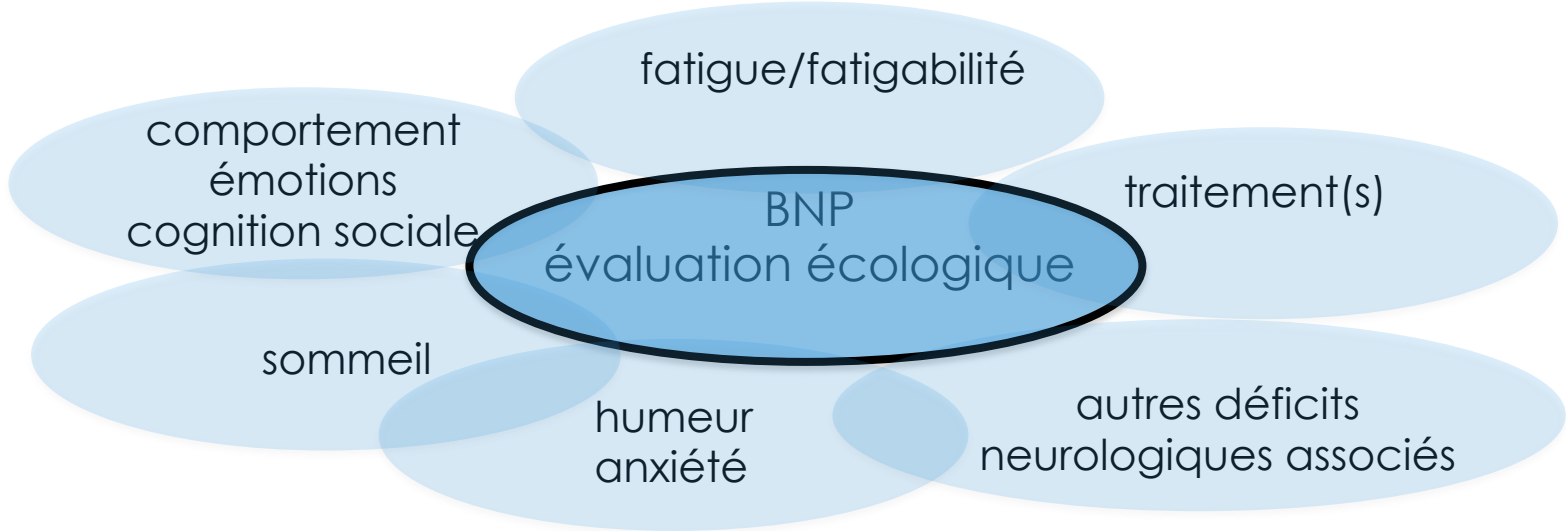 fatigue/fatigabilité
comportement
émotions
cognition sociale
traitement(s)
BNP
évaluation écologique
sommeil
humeur
anxiété
autres déficits
neurologiques associés